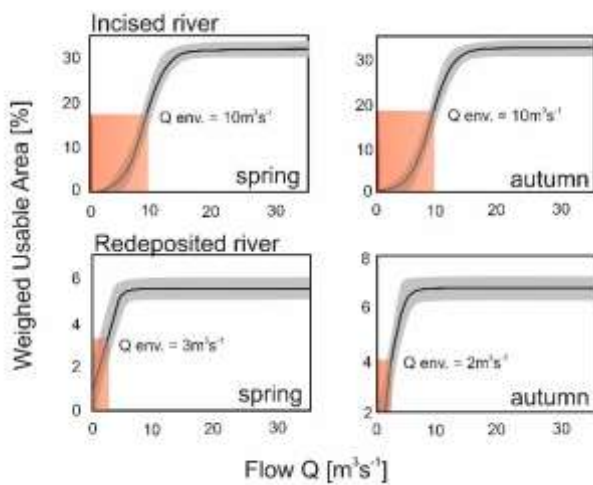 Incised river
30
20
10
0
Q env. = 10m³s⁻¹
spring
0 10 20 30
30
20
10
0
Q env. = 10m³s⁻¹
autumn
0 10 20 30
Weighed Usable Area [%]
Redeposited river
6
4
2
0
Q env. = 3m³s⁻¹
spring
0 10 20 30
8
6
4
2
Q env. = 2m³s⁻¹
autumn
0 10 20 30
Flow Q [m³s⁻¹]